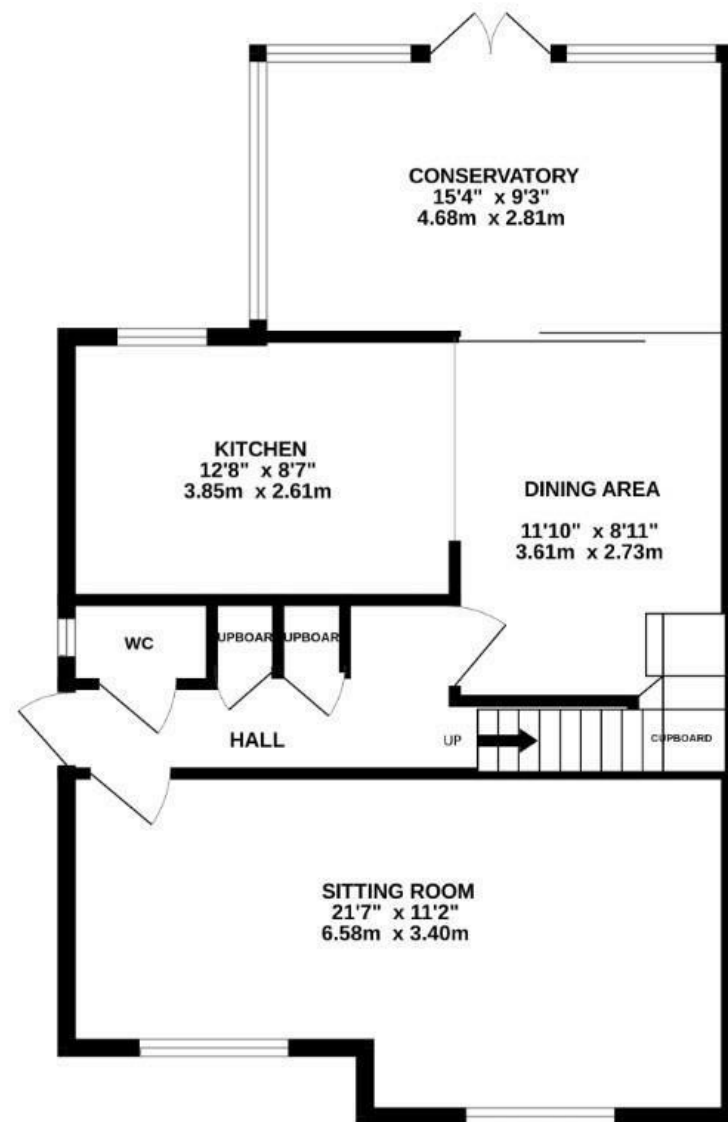 CONSERVATORY
15'4" x 9'3"
4.68m x 2.81m
KITCHEN
12'8" x 8'7"
3.85m x 2.61m
DINING AREA
11'10" x 8'11"
3.61m x 2.73m
WC
UPBOAR
UPBOAR
HALL
UP
CUPBOARD
SITTING ROOM
21'7" x 11'2"
6.58m x 3.40m